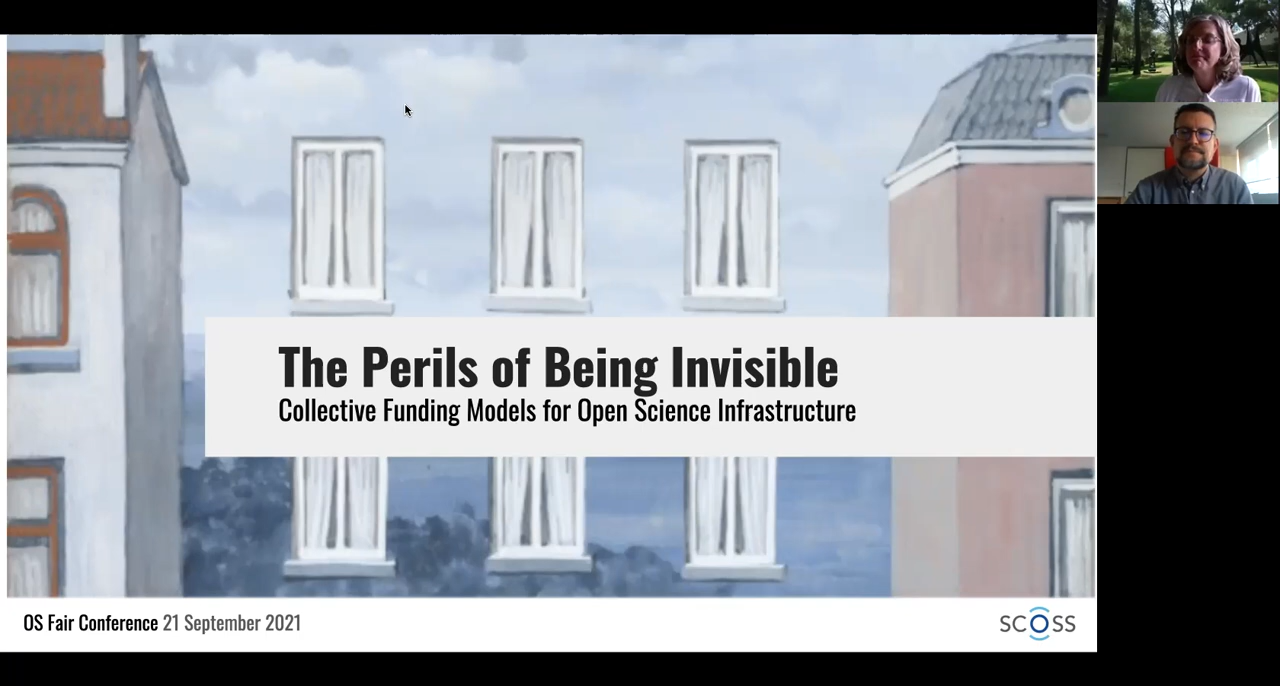 The Perils of Being Invisible
Collective Funding Models for Open Science Infrastructure
OS Fair Conference 21 September 2021
SCOSS